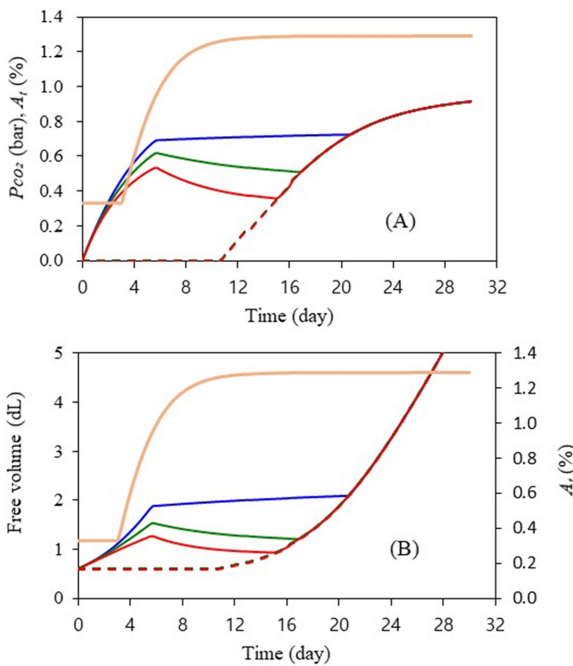 1.4
1.2
1.0
0.8
0.6
0.4
0.2
0.0
Pco₂ (bar), At (%)
(A)
0 4 8 12 16 20 24 28 32
Time (day)
5 1.4
4 1.2
3 1.0
2 0.8
1 0.6
0 0.4
0.2
0.0
Free volume (dL)
At (%)
(B)
0 4 8 12 16 20 24 28 32
Time (day)